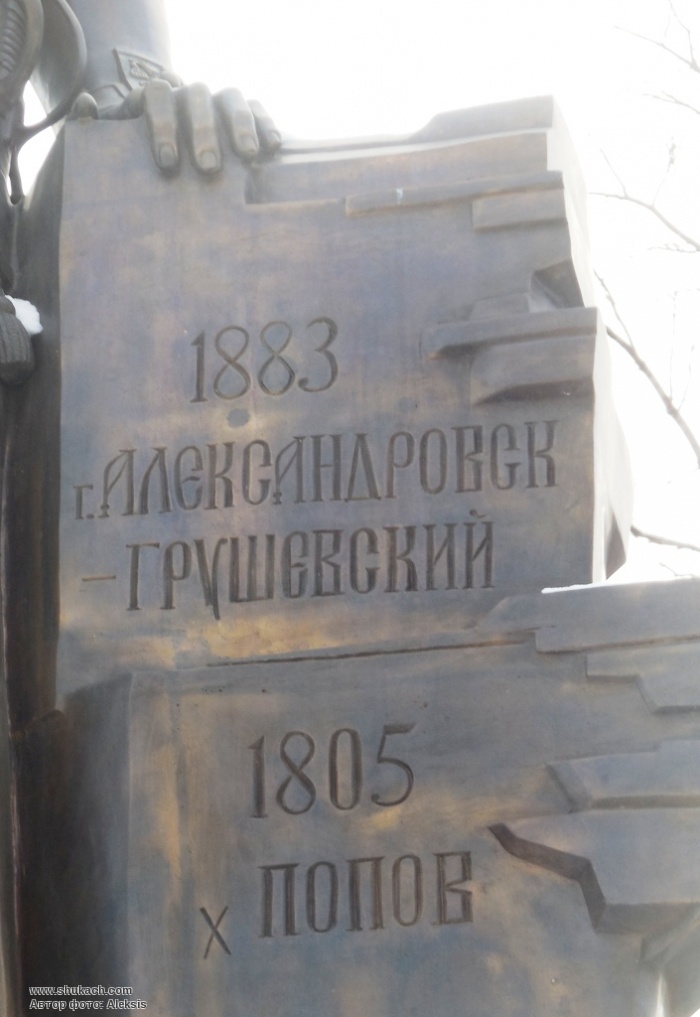 1883
г. АЛЕКСАНДРОВСК
– ГРУШЕВСКИЙ
1805
х ПОПОВ
www.shukach.com
Автор фото: Aleksis